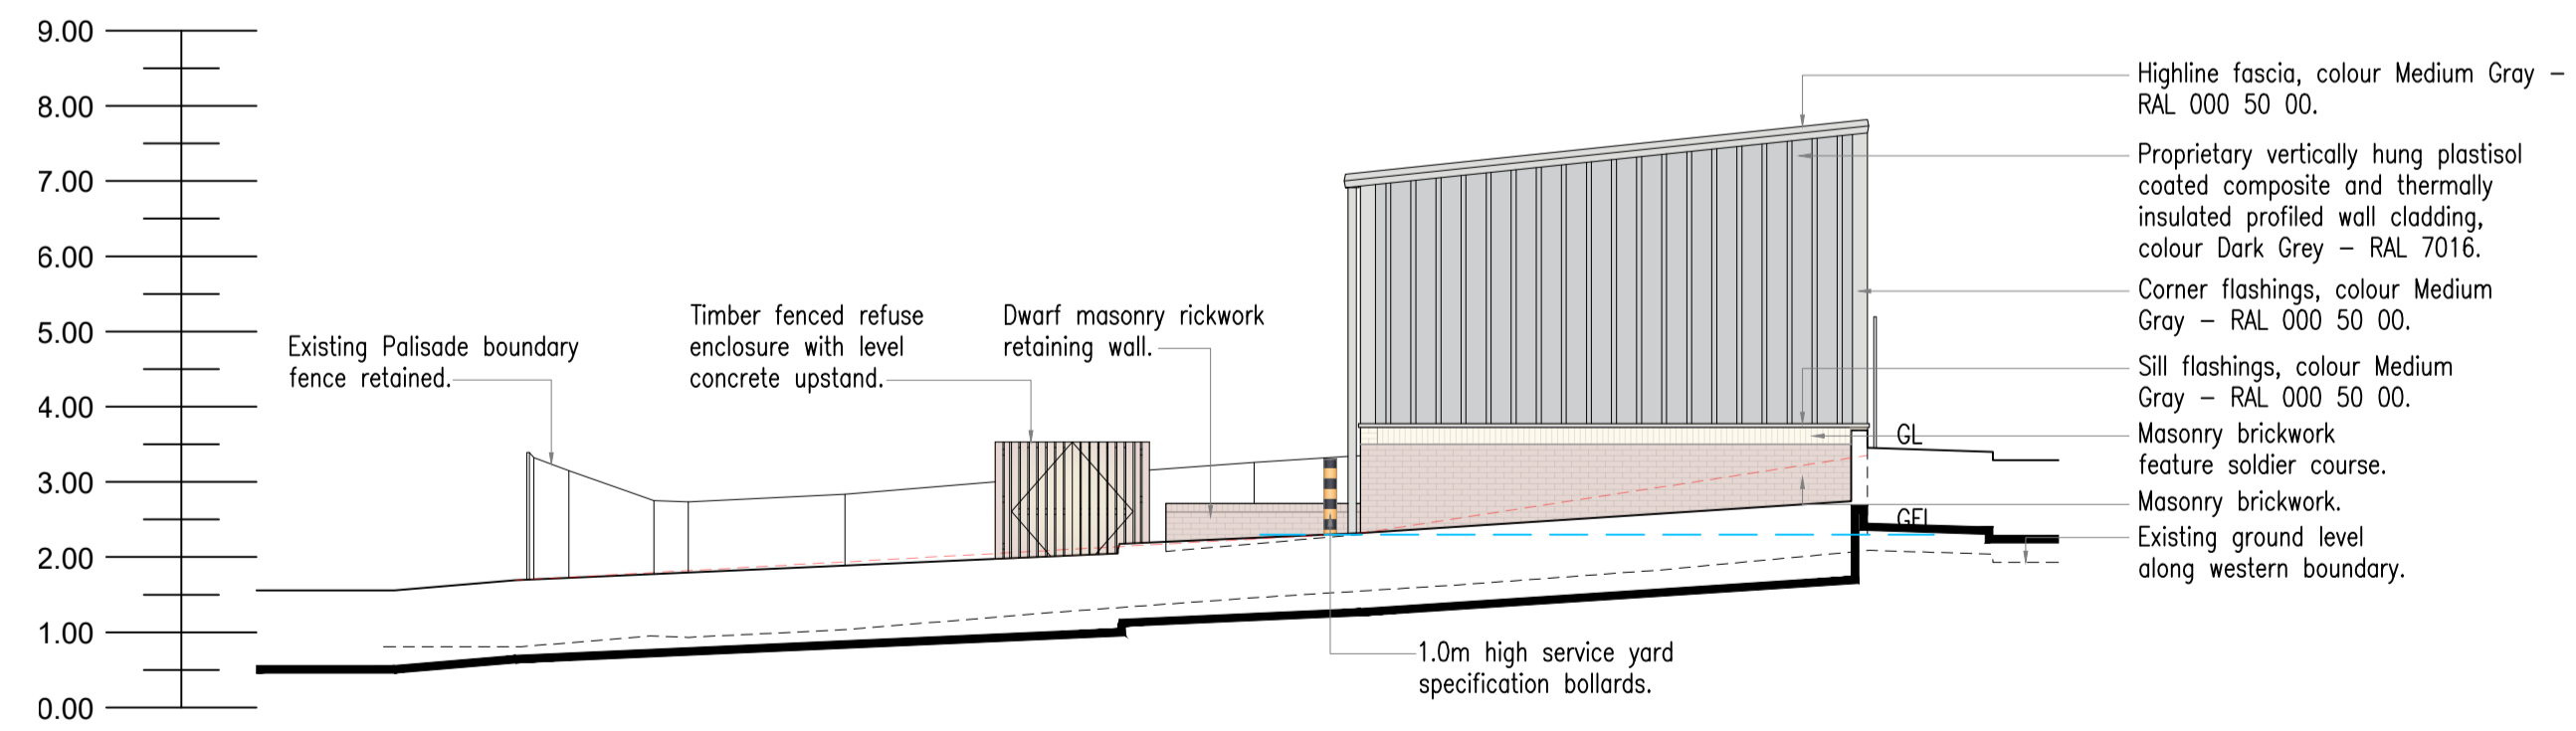 9.00
8.00
7.00
6.00
5.00
4.00
3.00
2.00
1.00
0.00
Existing Palisade boundary
fence retained.
Timber fenced refuse
enclosure with level
concrete upstand.
Dwarf masonry rickwork
retaining wall.
1.0m high service yard
specification bollards.
GL
GFL
Highline fascia, colour Medium Gray –
RAL 000 50 00.
Proprietary vertically hung plastisol
coated composite and thermally
insulated profiled wall cladding,
colour Dark Grey – RAL 7016.
Corner flashings, colour Medium
Gray – RAL 000 50 00.
Sill flashings, colour Medium
Gray – RAL 000 50 00.
Masonry brickwork
feature soldier course.
Masonry brickwork.
Existing ground level
along western boundary.